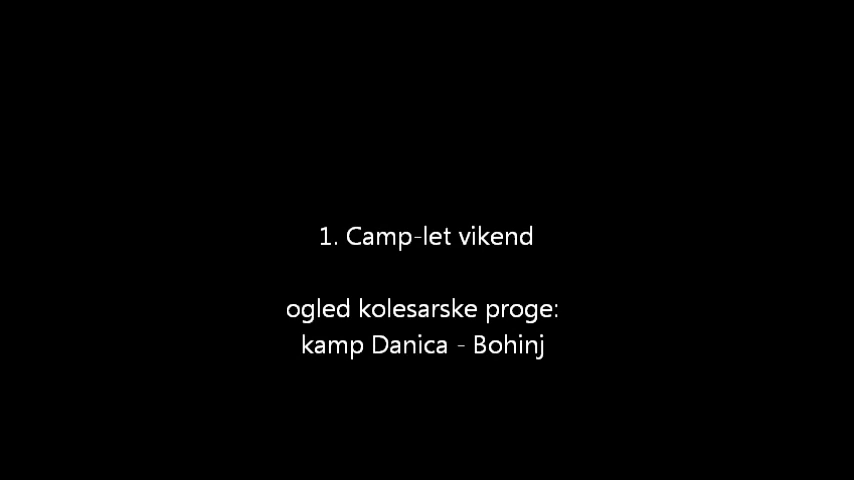 1. Camp-let vikend
ogled kolesarske proge:
kamp Danica - Bohinj